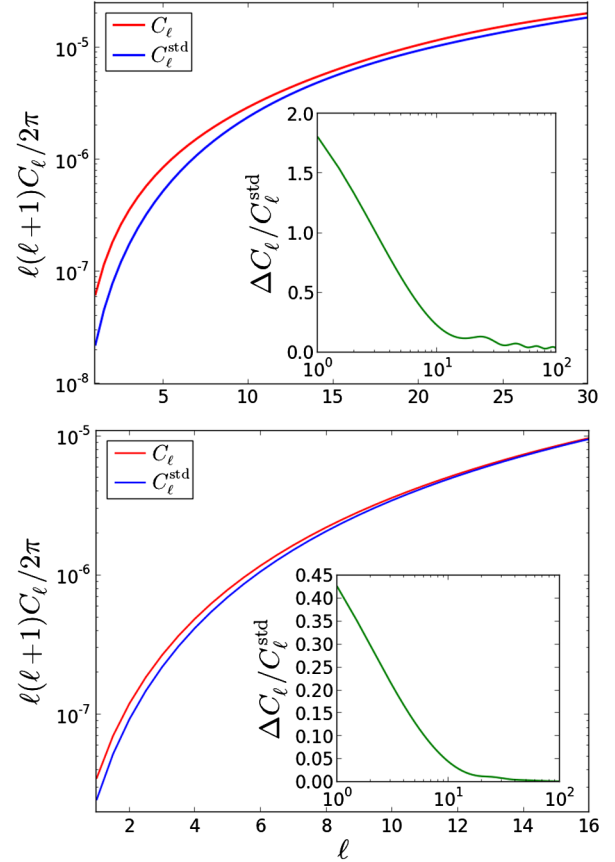 10⁻⁵
10⁻⁶
10⁻⁷
10⁻⁸
ℓ(ℓ+1)C_ℓ/2π
C_ℓ
C_ℓ^std
2.0
1.5
1.0
0.5
0.0
ΔC_ℓ/C_ℓ^std
10⁰ 10¹ 10²
5 10 15 20 25 30
10⁻⁵
10⁻⁶
10⁻⁷
ℓ(ℓ+1)C_ℓ/2π
C_ℓ
C_ℓ^std
0.45
0.40
0.35
0.30
0.25
0.20
0.15
0.10
0.05
0.00
ΔC_ℓ/C_ℓ^std
10⁰ 10¹ 10²
2 4 6 8 10 12 14 16
ℓ